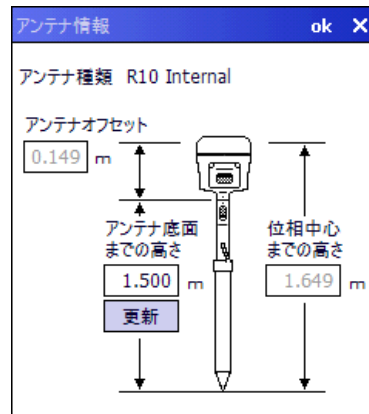 アンテナ情報 ok ×
アンテナ種類 R10 Internal
アンテナオフセット
0.149 m
アンテナ底面
までの高さ
1.500 m
更新
位相中心
までの高さ
1.649 m